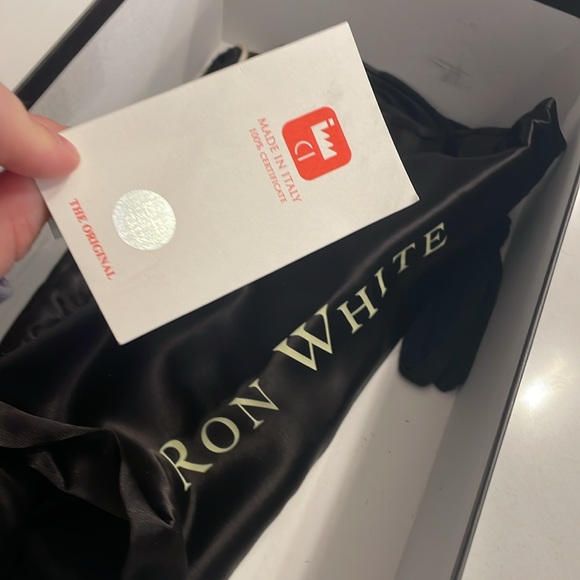 MADE IN ITALY
100% CERTIFICATE
THE ORIGINAL
RON WHITE